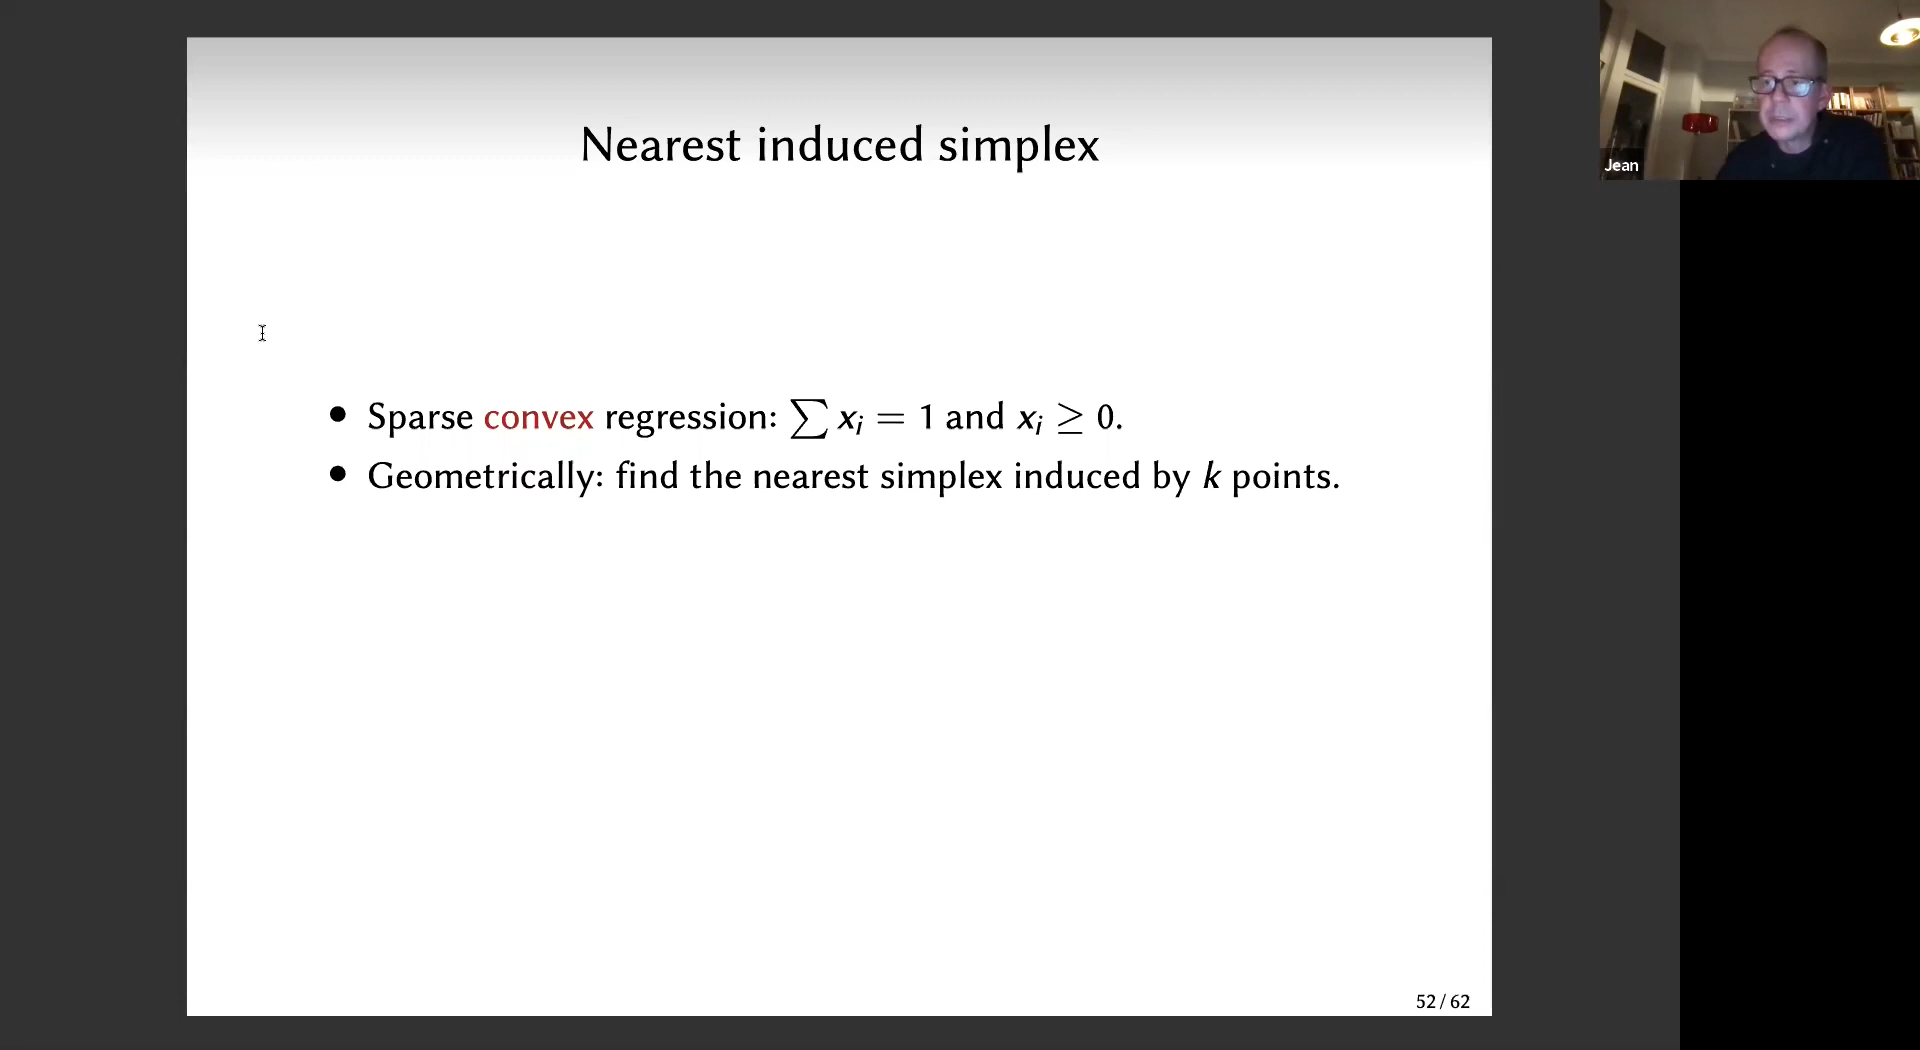 Nearest induced simplex
Jean
• Sparse convex regression: ∑ xᵢ = 1 and xᵢ ≥ 0.
• Geometrically: find the nearest simplex induced by k points.
52 / 62